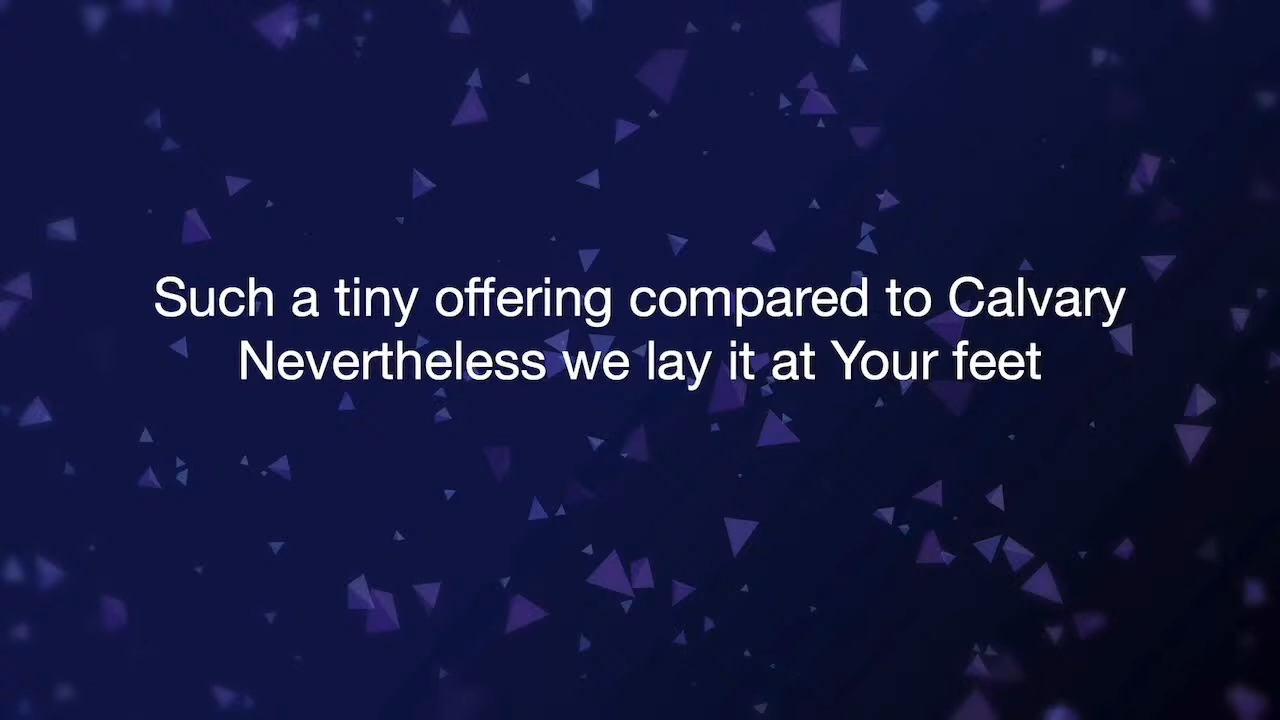 Such a tiny offering compared to Calvary
Nevertheless we lay it at Your feet